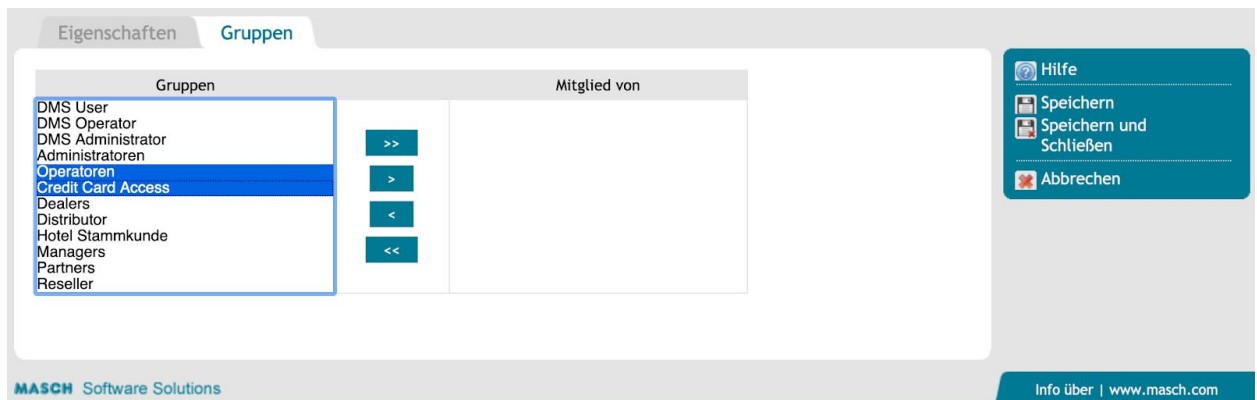 Eigenschaften Gruppen
Gruppen Mitglied von
DMS User
DMS Operator
DMS Administrator
Administratoren
Operatoren
Credit Card Access
Dealers
Distributor
Hotel Stammkunde
Managers
Partners
Reseller
>>
>
<
<<
Hilfe
Speichern
Speichern und
Schließen
Abbrechen
MASCH Software Solutions
Info über | www.masch.com